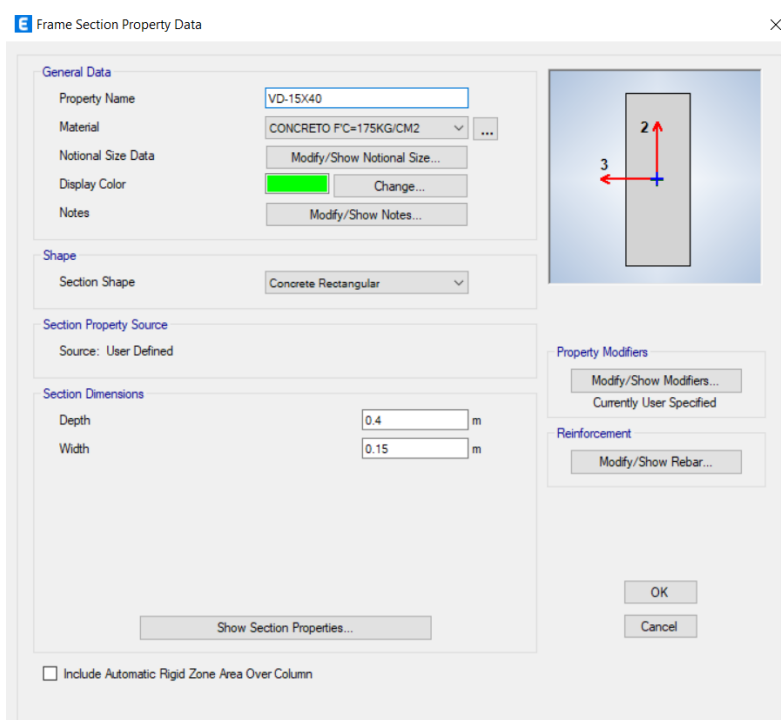 E Frame Section Property Data
General Data
Property Name VD-15X40
Material CONCRETO F'C=175KG/CM2 ...
Notional Size Data Modify/Show Notional Size...
Display Color Change...
Notes Modify/Show Notes...
2
3
Shape
Section Shape Concrete Rectangular
Section Property Source
Source: User Defined
Property Modifiers
Modify/Show Modifiers...
Currently User Specified
Section Dimensions
Depth 0.4 m
Width 0.15 m
Reinforcement
Modify/Show Rebar...
Show Section Properties...
OK
Cancel
Include Automatic Rigid Zone Area Over Column